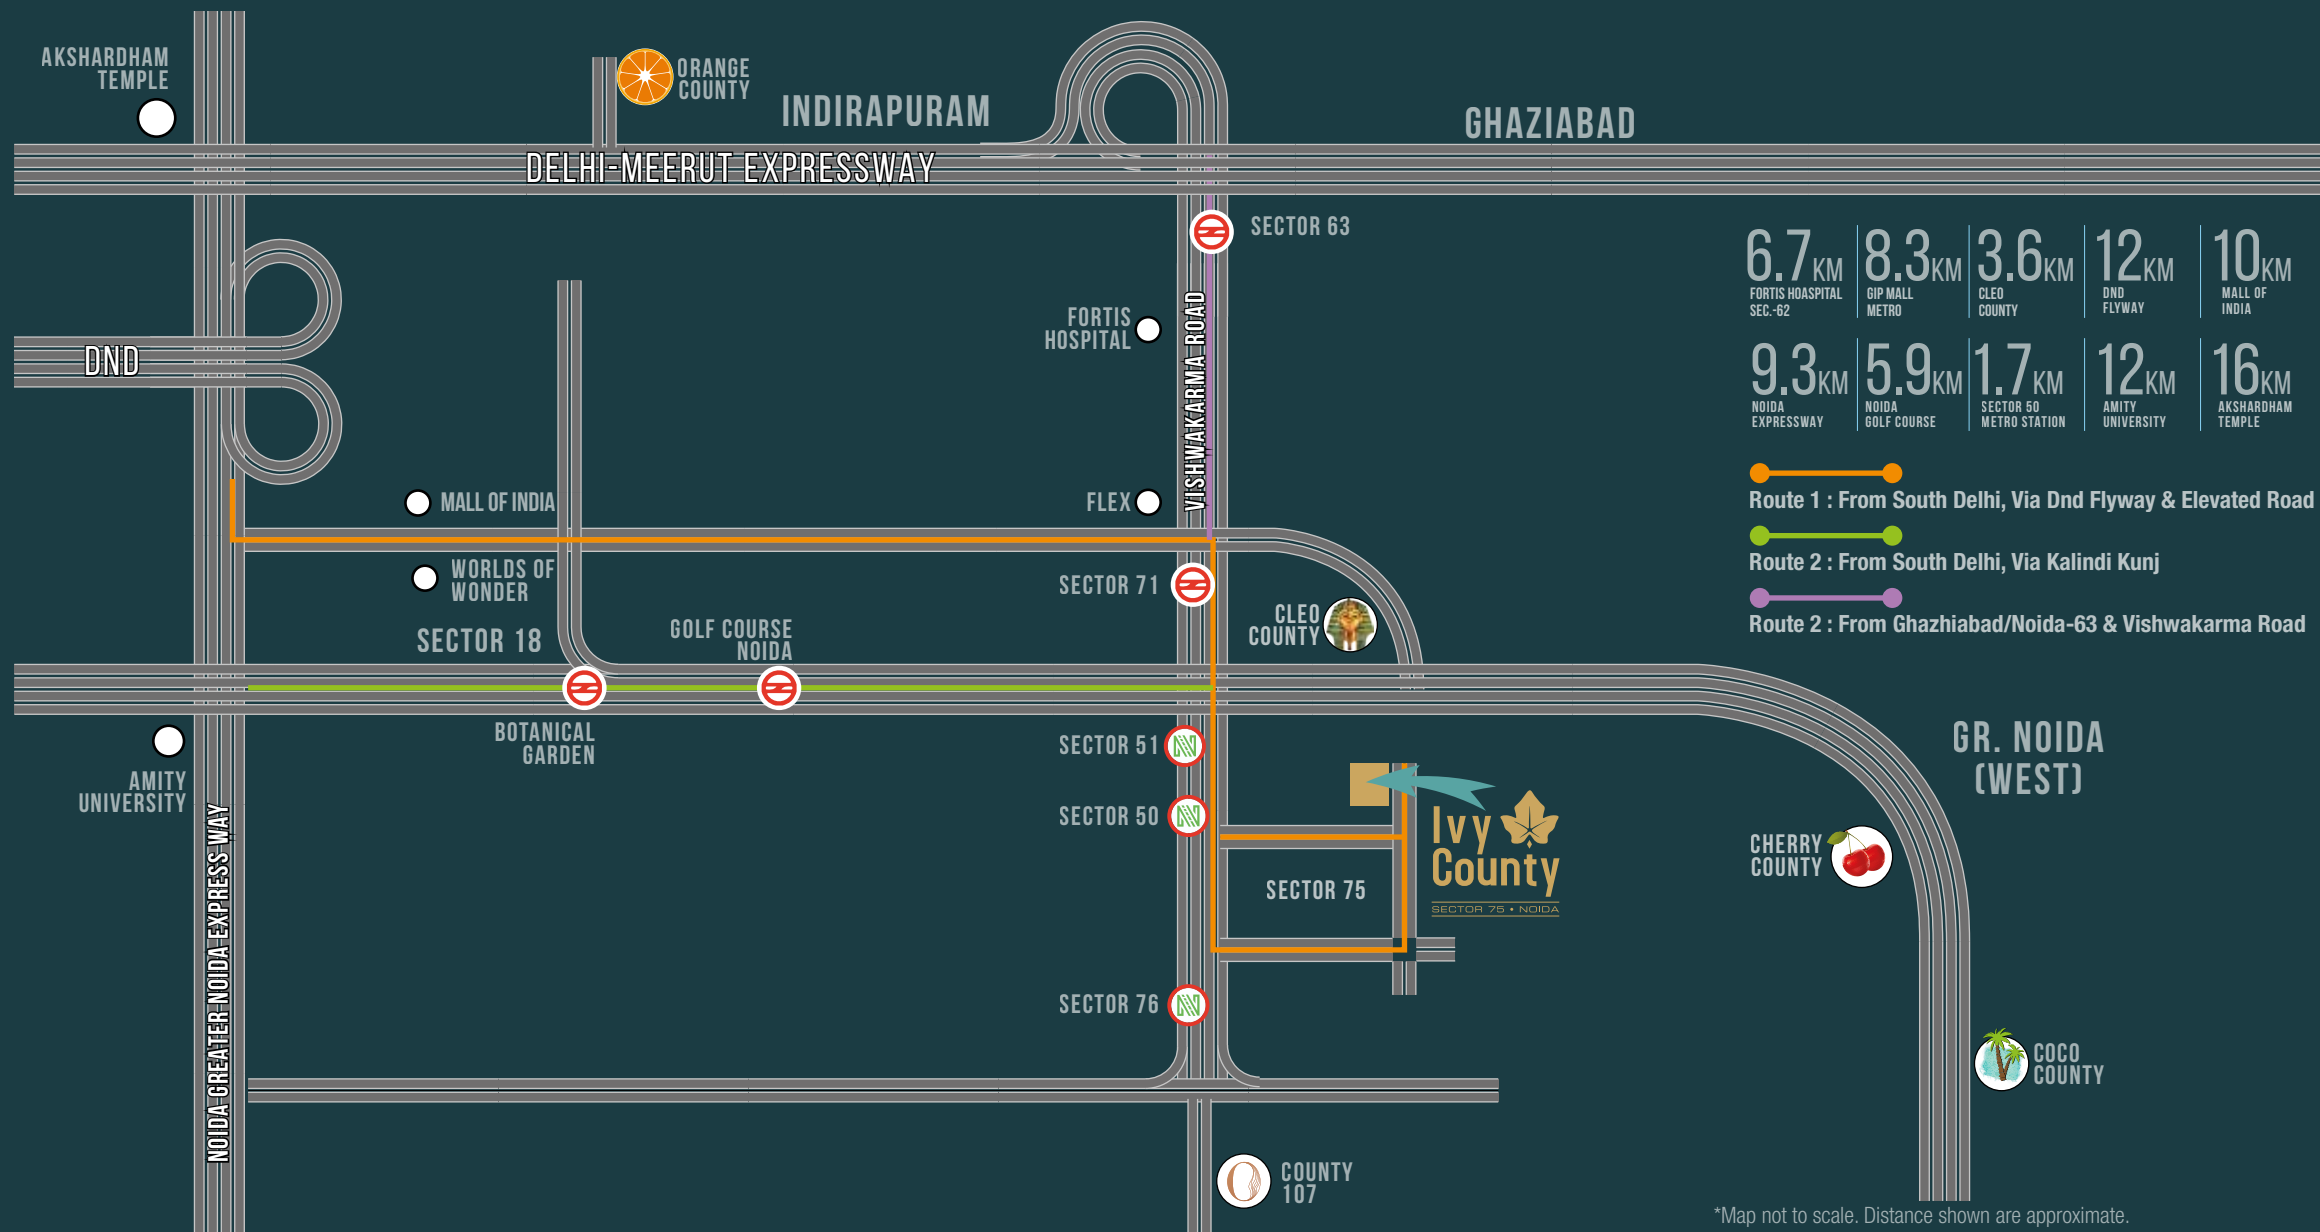 AKSHARDHAM
TEMPLE
ORANGE
COUNTY
INDIRAPURAM
GHAZIABAD
DELHI-MEERUT EXPRESSWAY
SECTOR 63
6.7KM
FORTIS HOASPITAL
SEC.-62
8.3KM
GIP MALL
METRO
3.6KM
CLEO
COUNTY
12KM
DND
FLYWAY
10KM
MALL OF
INDIA
9.3KM
NOIDA
EXPRESSWAY
5.9KM
NOIDA
GOLF COURSE
1.7KM
SECTOR 50
METRO STATION
12KM
AMITY
UNIVERSITY
16KM
AKSHARDHAM
TEMPLE
FORTIS
HOSPITAL
VISHWAKARMA ROAD
DND
MALL OF INDIA
FLEX
Route 1 : From South Delhi, Via Dnd Flyway & Elevated Road
Route 2 : From South Delhi, Via Kalindi Kunj
Route 2 : From Ghazhiabad/Noida-63 & Vishwakarma Road
WORLDS OF
WONDER
SECTOR 71
CLEO
COUNTY
SECTOR 18
GOLF COURSE
NOIDA
BOTANICAL
GARDEN
SECTOR 51
GR. NOIDA
(WEST)
AMITY
UNIVERSITY
NOIDA GREATER NOIDA EXPRESS WAY
SECTOR 50
Ivy
County
SECTOR 75 • NOIDA
SECTOR 75
CHERRY
COUNTY
SECTOR 76
COCO
COUNTY
COUNTY
107
*Map not to scale. Distance shown are approximate.